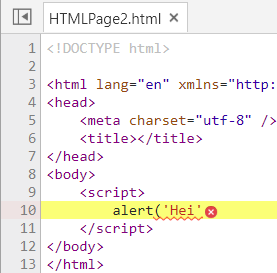 HTMLPage2.html ×
1 <!DOCTYPE html>
2
3 <html lang="en" xmlns="http:
4 <head>
5     <meta charset="utf-8" />
6     <title></title>
7 </head>
8 <body>
9     <script>
10         alert('Hei'
11     </script>
12 </body>
13 </html>